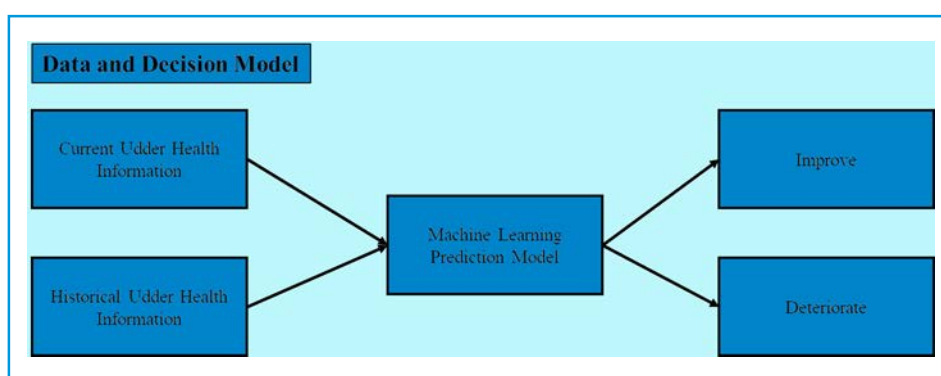 Data and Decision Model
Current Udder Health
Information
Historical Udder Health
Information
Machine Learning
Prediction Model
Improve
Deteriorate